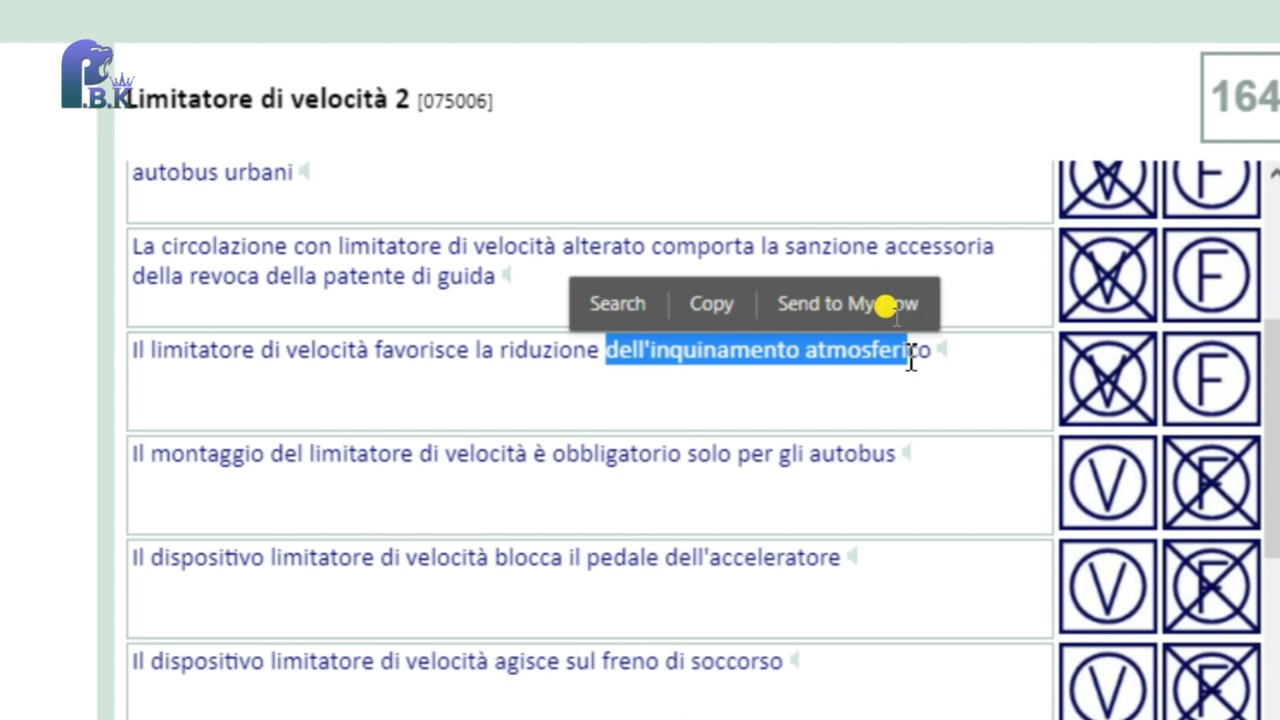 P.B.K
Limitatore di velocità 2 [075006]
164
autobus urbani
V F
La circolazione con limitatore di velocità alterato comporta la sanzione accessoria
della revoca della patente di guida
V F
Search Copy Send to My Flow
Il limitatore di velocità favorisce la riduzione dell'inquinamento atmosferico
V F
Il montaggio del limitatore di velocità è obbligatorio solo per gli autobus
V F
Il dispositivo limitatore di velocità blocca il pedale dell'acceleratore
V F
Il dispositivo limitatore di velocità agisce sul freno di soccorso
V F